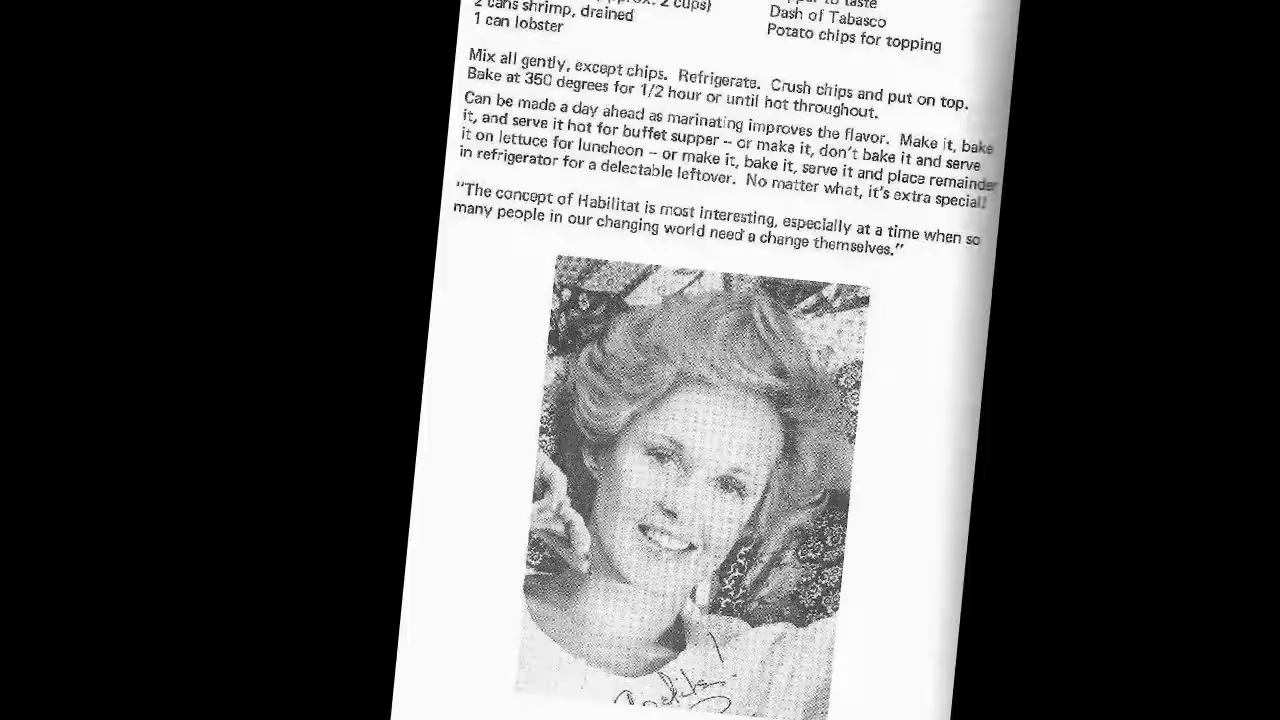 2 cups)
2 cans shrimp, drained
1 can lobster
to taste
Dash of Tabasco
Potato chips for topping
Mix all gently, except chips. Refrigerate. Crush chips and put on top.
Bake at 350 degrees for 1/2 hour or until hot throughout.
Can be made a day ahead as marinating improves the flavor. Make it, bake
it, and serve it hot for buffet supper -- or make it, don't bake it and serve
it on lettuce for luncheon -- or make it, bake it, serve it and place remainder
in refrigerator for a delectable leftover. No matter what, it's extra special!
"The concept of Habilitat is most interesting, especially at a time when so
many people in our changing world need a change themselves."